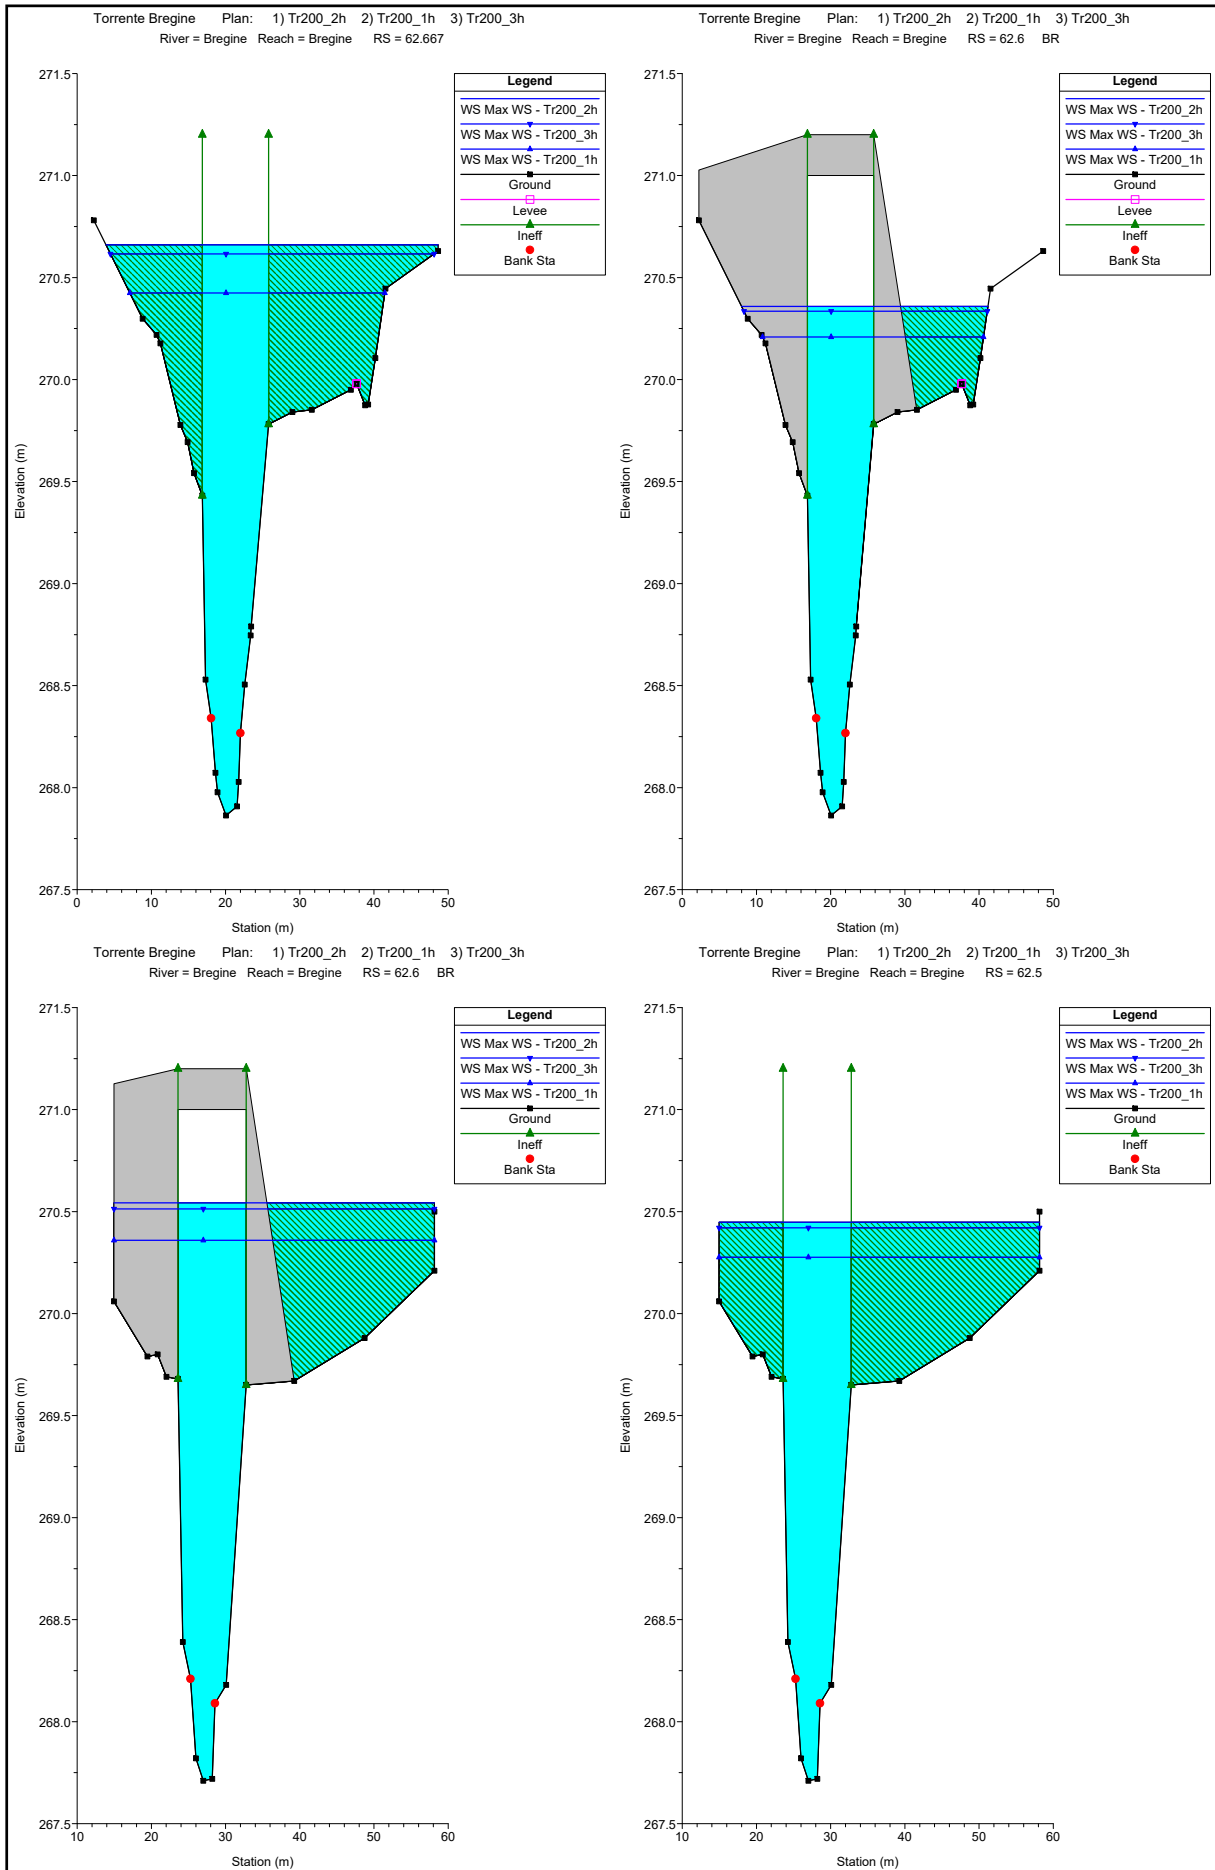 Torrente Bregine Plan: 1) Tr200_2h 2) Tr200_1h 3) Tr200_3h
River = Bregine Reach = Bregine RS = 62.667
271.5
271.0
270.5
270.0
269.5
269.0
268.5
268.0
267.5
Elevation (m)
0 10 20 30 40 50 60
Station (m)
Legend
WS Max WS - Tr200_2h
WS Max WS - Tr200_3h
WS Max WS - Tr200_1h
Ground
Levee
Ineff
Bank Sta
Torrente Bregine Plan: 1) Tr200_2h 2) Tr200_1h 3) Tr200_3h
River = Bregine Reach = Bregine RS = 62.6 BR
271.5
271.0
270.5
270.0
269.5
269.0
268.5
268.0
267.5
Elevation (m)
0 10 20 30 40 50 60
Station (m)
Legend
WS Max WS - Tr200_2h
WS Max WS - Tr200_3h
WS Max WS - Tr200_1h
Ground
Levee
Ineff
Bank Sta
Torrente Bregine Plan: 1) Tr200_2h 2) Tr200_1h 3) Tr200_3h
River = Bregine Reach = Bregine RS = 62.6 BR
271.5
271.0
270.5
270.0
269.5
269.0
268.5
268.0
267.5
Elevation (m)
10 20 30 40 50 60
Station (m)
Legend
WS Max WS - Tr200_2h
WS Max WS - Tr200_3h
WS Max WS - Tr200_1h
Ground
Ineff
Bank Sta
Torrente Bregine Plan: 1) Tr200_2h 2) Tr200_1h 3) Tr200_3h
River = Bregine Reach = Bregine RS = 62.5
271.5
271.0
270.5
270.0
269.5
269.0
268.5
268.0
267.5
Elevation (m)
10 20 30 40 50 60
Station (m)
Legend
WS Max WS - Tr200_2h
WS Max WS - Tr200_3h
WS Max WS - Tr200_1h
Ground
Ineff
Bank Sta